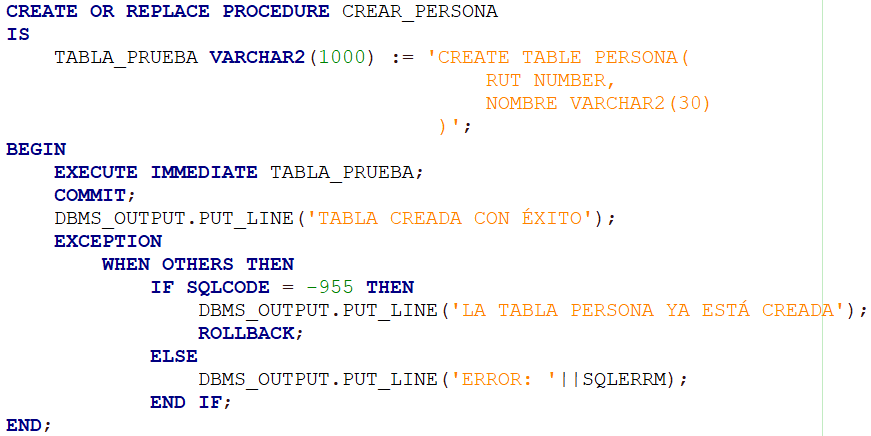 CREATE OR REPLACE PROCEDURE CREAR_PERSONA
IS
    TABLA_PRUEBA VARCHAR2(1000) := 'CREATE TABLE PERSONA(
                                        RUT NUMBER,
                                        NOMBRE VARCHAR2(30)
                                    )';
BEGIN
    EXECUTE IMMEDIATE TABLA_PRUEBA;
    COMMIT;
    DBMS_OUTPUT.PUT_LINE('TABLA CREADA CON ÉXITO');
    EXCEPTION
        WHEN OTHERS THEN
            IF SQLCODE = -955 THEN
                DBMS_OUTPUT.PUT_LINE('LA TABLA PERSONA YA ESTÁ CREADA');
                ROLLBACK;
            ELSE
                DBMS_OUTPUT.PUT_LINE('ERROR: '||SQLERRM);
            END IF;
END;